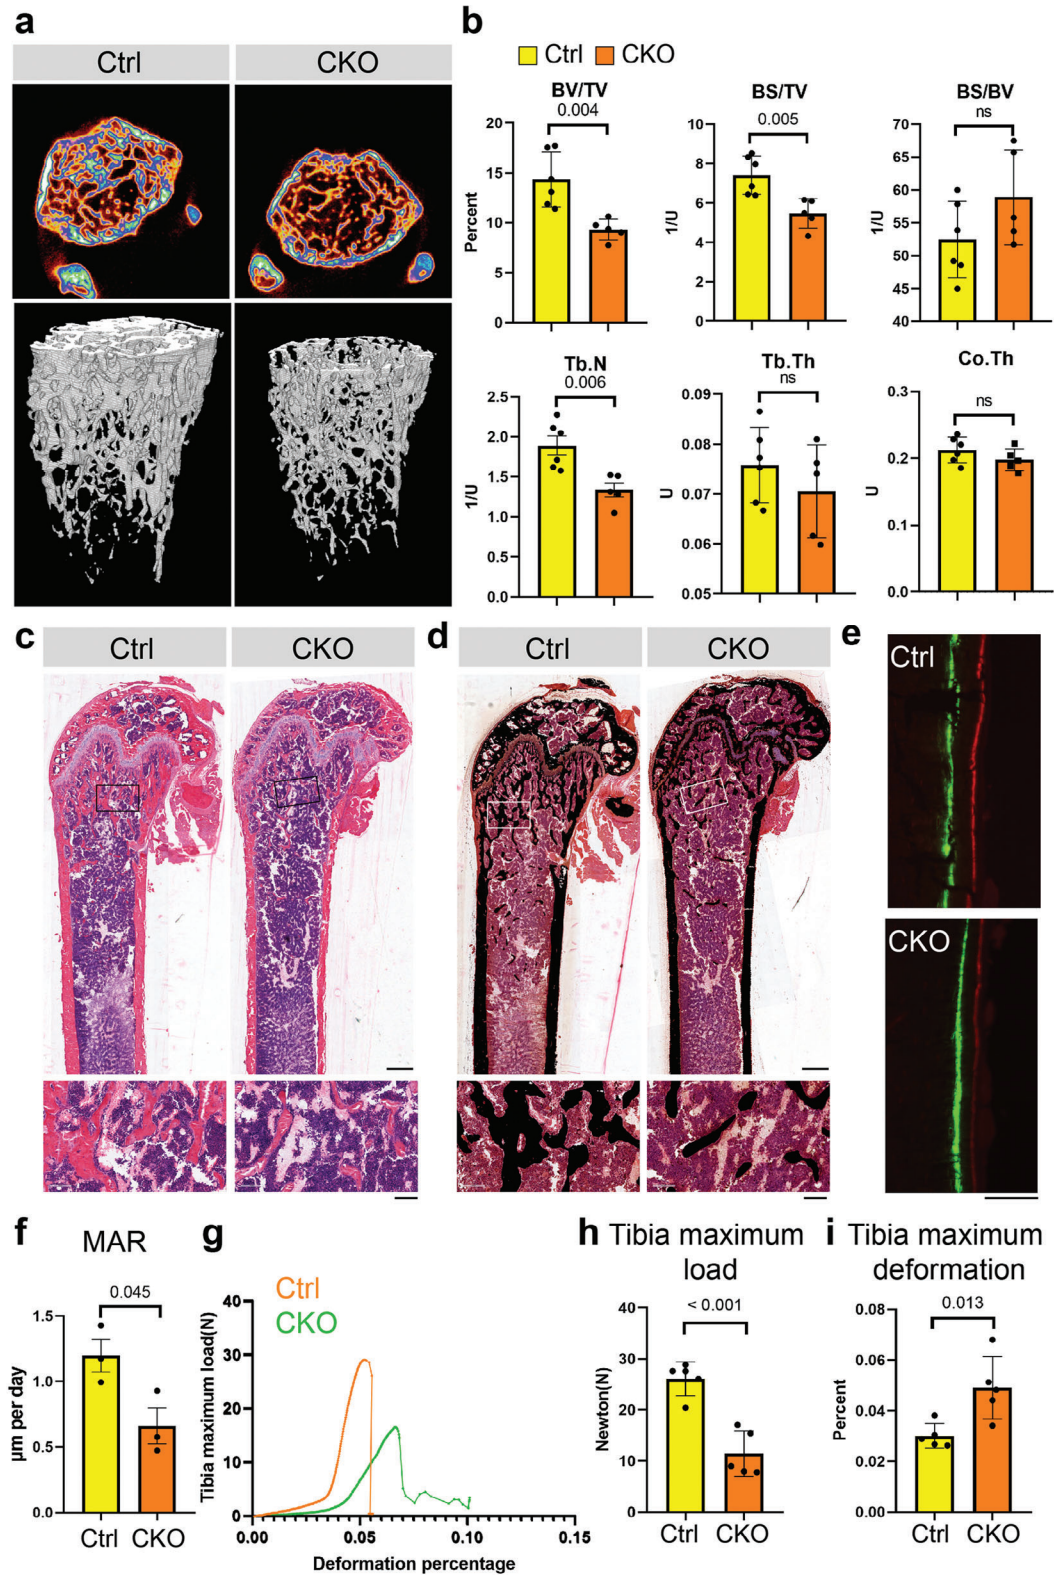 a
Ctrl
CKO
b
Ctrl
CKO
BV/TV
0.004
Percent
20
15
10
5
0
BS/TV
0.005
1/U
10
8
6
4
2
0
BS/BV
ns
1/U
70
65
60
55
50
45
40
Tb.N
0.006
1/U
2.5
2.0
1.5
1.0
0.5
0.0
Tb.Th
ns
U
0.09
0.08
0.07
0.06
0.05
Co.Th
ns
U
0.3
0.2
0.1
0.0
c
Ctrl
CKO
d
Ctrl
CKO
e
Ctrl
CKO
f
MAR
0.045
µm per day
1.5
1.0
0.5
0.0
Ctrl
CKO
g
Ctrl
CKO
Tibia maximum load(N)
40
30
20
10
0
0.00
0.05
0.10
0.15
Deformation percentage
h
Tibia maximum
load
< 0.001
Newton(N)
40
30
20
10
0
Ctrl
CKO
i
Tibia maximum
deformation
0.013
Percent
0.08
0.06
0.04
0.02
0.00
Ctrl
CKO